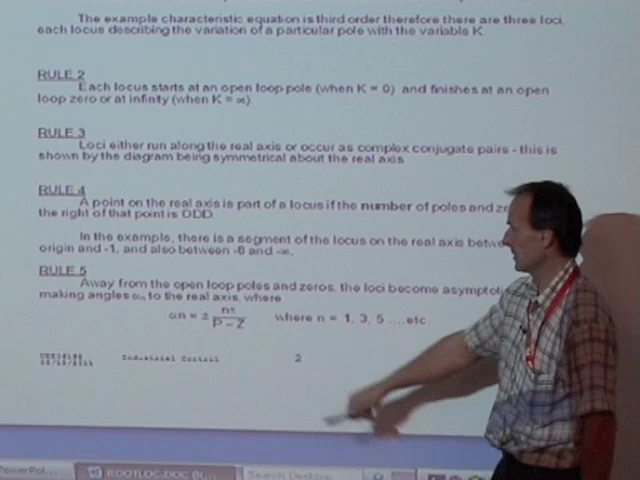 The example characteristic equation is third order therefore there are three loci,
each locus describing the variation of a particular pole with the variable K
RULE 2
Each locus starts at an open loop pole (when K = 0) and finishes at an open
loop zero or at infinity (when K = ∞)
RULE 3
Loci either run along the real axis or occur as complex conjugate pairs - this is
shown by the diagram being symmetrical about the real axis
RULE 4
A point on the real axis is part of a locus if the number of poles and
the right of that point is ODD.
In the example, there is a segment of the locus on the real axis
origin and -1, and also between -8 and -∞.
RULE 5
Away from the open loop poles and zeros, the loci become
making angles αn to the real axis, where
αn = ± nπ / P – Z where n = 1, 3, 5 ....etc
Industrial Control 2
ROOTLOC.DOC (R... Search Desktop